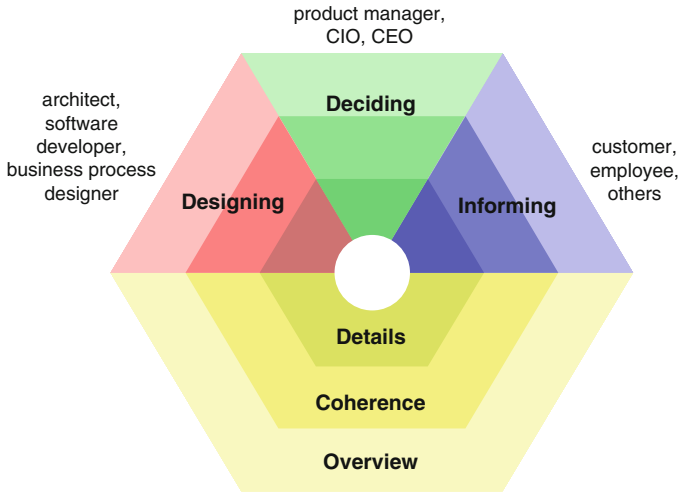 product manager,
CIO, CEO
Deciding
architect,
software
developer,
business process
designer
Designing
Informing
customer,
employee,
others
Details
Coherence
Overview